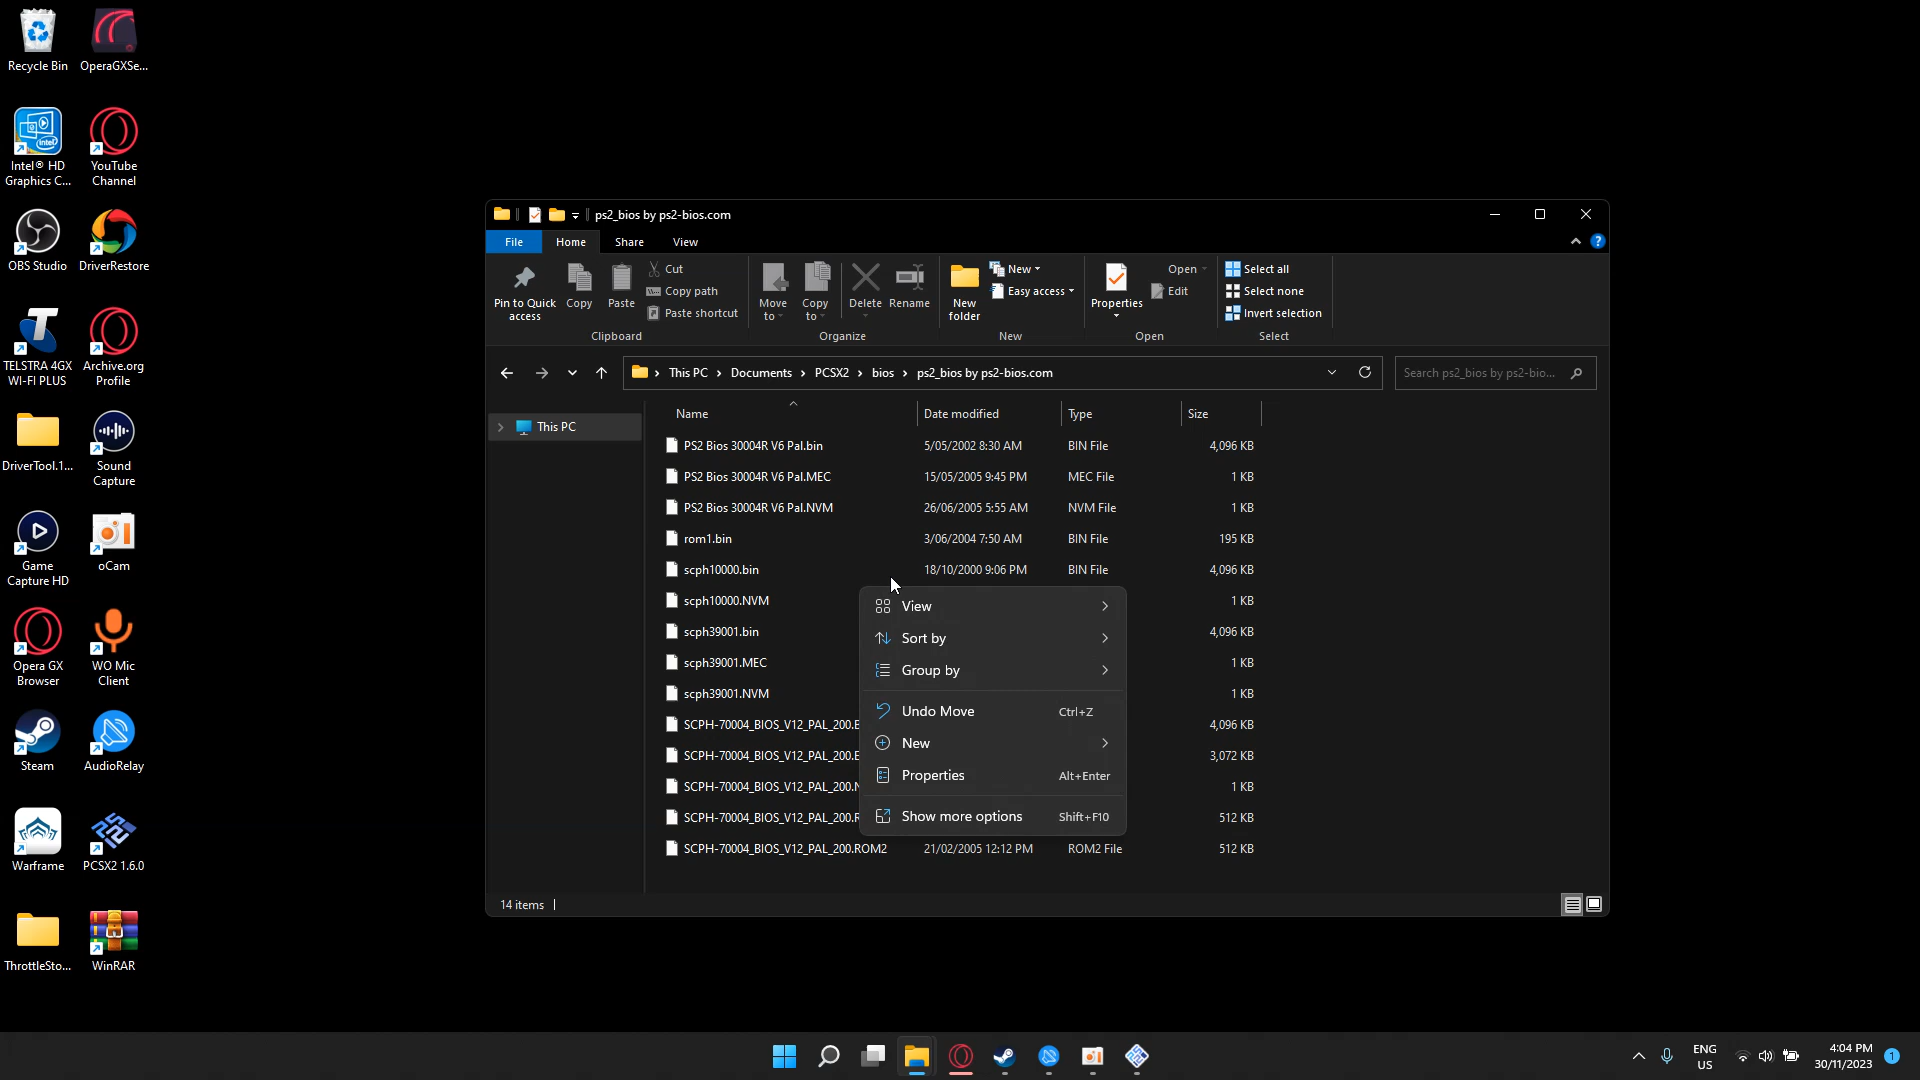 Recycle Bin
OperaGXSe...
Intel® HD
Graphics C...
YouTube
Channel
OBS Studio
DriverRestore
TELSTRA 4GX
WI-FI PLUS
Archive.org
Profile
DriverTool.1...
Sound
Capture
Game
Capture HD
oCam
Opera GX
Browser
WO Mic
Client
Steam
AudioRelay
Warframe
PCSX2 1.6.0
ThrottleSto...
WinRAR
ps2_bios by ps2-bios.com
File
Home
Share
View
Pin to Quick
access
Copy
Paste
Cut
Copy path
Paste shortcut
Clipboard
Move
to
Copy
to
Delete
Rename
Organize
New
folder
New
Easy access
New
Properties
Open
Edit
Open
Select all
Select none
Invert selection
Select
This PC
Documents
PCSX2
bios
ps2_bios by ps2-bios.com
Search ps2_bios by ps2-bio...
This PC
Name Date modified Type Size
PS2 Bios 30004R V6 Pal.bin 5/05/2002 8:30 AM BIN File 4,096 KB
PS2 Bios 30004R V6 Pal.MEC 15/05/2005 9:45 PM MEC File 1 KB
PS2 Bios 30004R V6 Pal.NVM 26/06/2005 5:55 AM NVM File 1 KB
rom1.bin 3/06/2004 7:50 AM BIN File 195 KB
scph10000.bin 18/10/2000 9:06 PM BIN File 4,096 KB
scph10000.NVM 1 KB
scph39001.bin 4,096 KB
scph39001.MEC 1 KB
scph39001.NVM 1 KB
SCPH-70004_BIOS_V12_PAL_200.E 4,096 KB
SCPH-70004_BIOS_V12_PAL_200.E 3,072 KB
SCPH-70004_BIOS_V12_PAL_200.N 1 KB
SCPH-70004_BIOS_V12_PAL_200.R 512 KB
SCPH-70004_BIOS_V12_PAL_200.ROM2 21/02/2005 12:12 PM ROM2 File 512 KB
View
Sort by
Group by
Undo Move Ctrl+Z
New
Properties Alt+Enter
Show more options Shift+F10
14 items
ENG
US
4:04 PM
30/11/2023
1